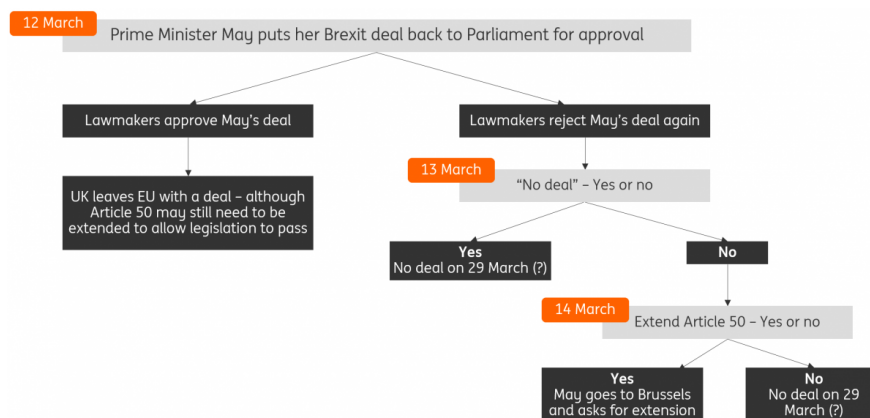 12 March
Prime Minister May puts her Brexit deal back to Parliament for approval
Lawmakers approve May's deal
Lawmakers reject May's deal again
13 March
"No deal" – Yes or no
UK leaves EU with a deal – although
Article 50 may still need to be
extended to allow legislation to pass
Yes
No deal on 29 March (?)
No
14 March
Extend Article 50 – Yes or no
Yes
May goes to Brussels
and asks for extension
No
No deal on 29
March (?)